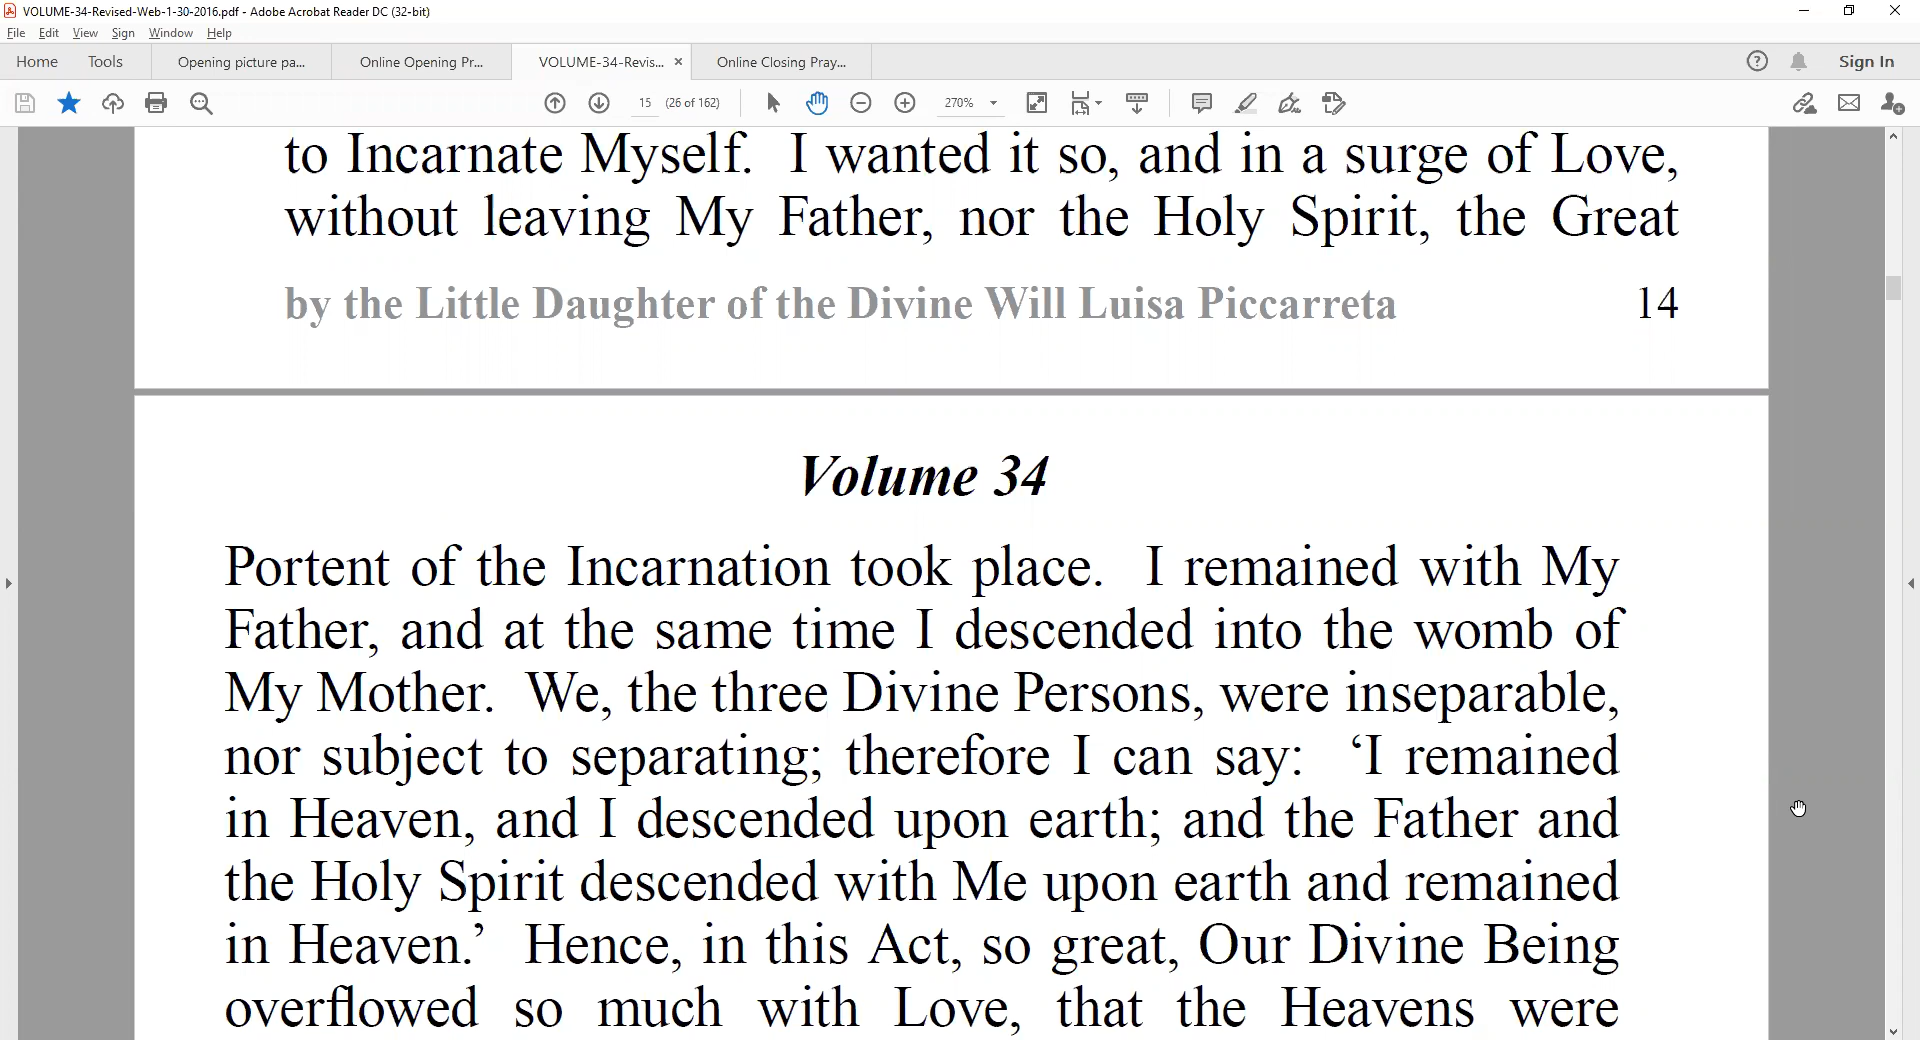 VOLUME-34-Revised-Web-1-30-2016.pdf - Adobe Acrobat Reader DC (32-bit)
File Edit View Sign Window Help
Home Tools Opening picture pa... Online Opening Pr... VOLUME-34-Revis... × Online Closing Pray... Sign In
15 (26 of 162) 270%
to Incarnate Myself. I wanted it so, and in a surge of Love,
without leaving My Father, nor the Holy Spirit, the Great
by the Little Daughter of the Divine Will Luisa Piccarreta 14
Volume 34
Portent of the Incarnation took place. I remained with My
Father, and at the same time I descended into the womb of
My Mother. We, the three Divine Persons, were inseparable,
nor subject to separating; therefore I can say: ‘I remained
in Heaven, and I descended upon earth; and the Father and
the Holy Spirit descended with Me upon earth and remained
in Heaven.’ Hence, in this Act, so great, Our Divine Being
overflowed so much with Love, that the Heavens were